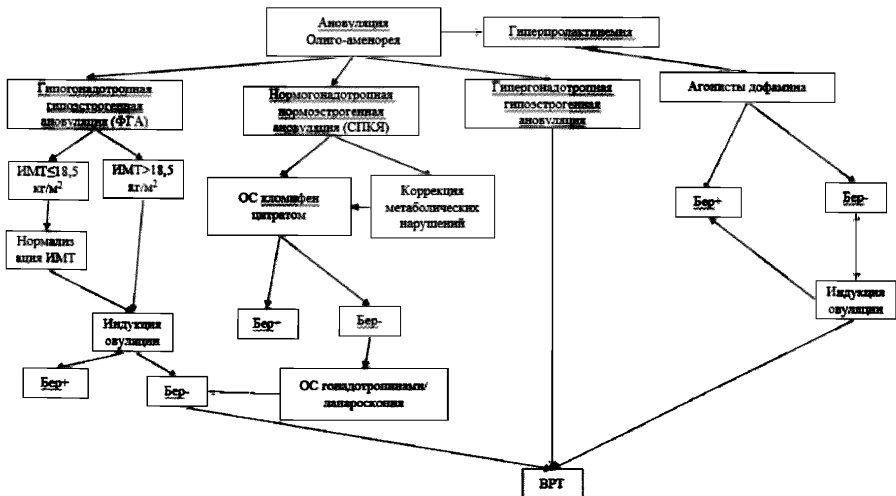 Ановуляция
Олиго-аменорея
Гиперпролактинемия
Гипогонадотропная
гипоэстрогенная
ановуляция (ФГА)
Нормогонадотропная
нормоэстрогенная
ановуляция (СПКЯ)
Гипергонадотропная
гипоэстрогенная
ановуляция
Агонисты дофамина
ИМТ≤18,5
кг/м²
ИМТ>18,5
кг/м²
ОС кломифен
цитратом
Коррекция
метаболических
нарушений
Бер+
Бер-
Нормализ
ация ИМТ
Индукция
овуляции
Бер+
Бер-
Индукция
овуляции
Бер+
Бер-
ОС гонадотропинами/
лапароскопия
ВРТ